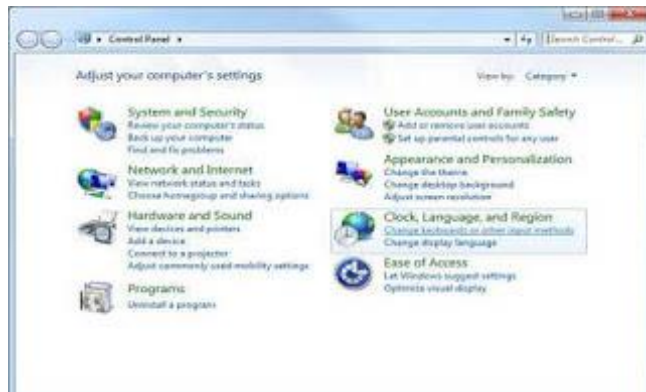 Control Panel
Search Control...
Adjust your computer's settings
View by: Category
System and Security
Review your computer's status
Back up your computer
Find and fix problems
Network and Internet
View network status and tasks
Choose homegroup and sharing options
Hardware and Sound
View devices and printers
Add a device
Connect to a projector
Adjust commonly used mobility settings
Programs
Uninstall a program
User Accounts and Family Safety
Add or remove user accounts
Set up parental controls for any user
Appearance and Personalization
Change the theme
Change desktop background
Adjust screen resolution
Clock, Language, and Region
Change keyboards or other input methods
Change display language
Ease of Access
Let Windows suggest settings
Optimize visual display